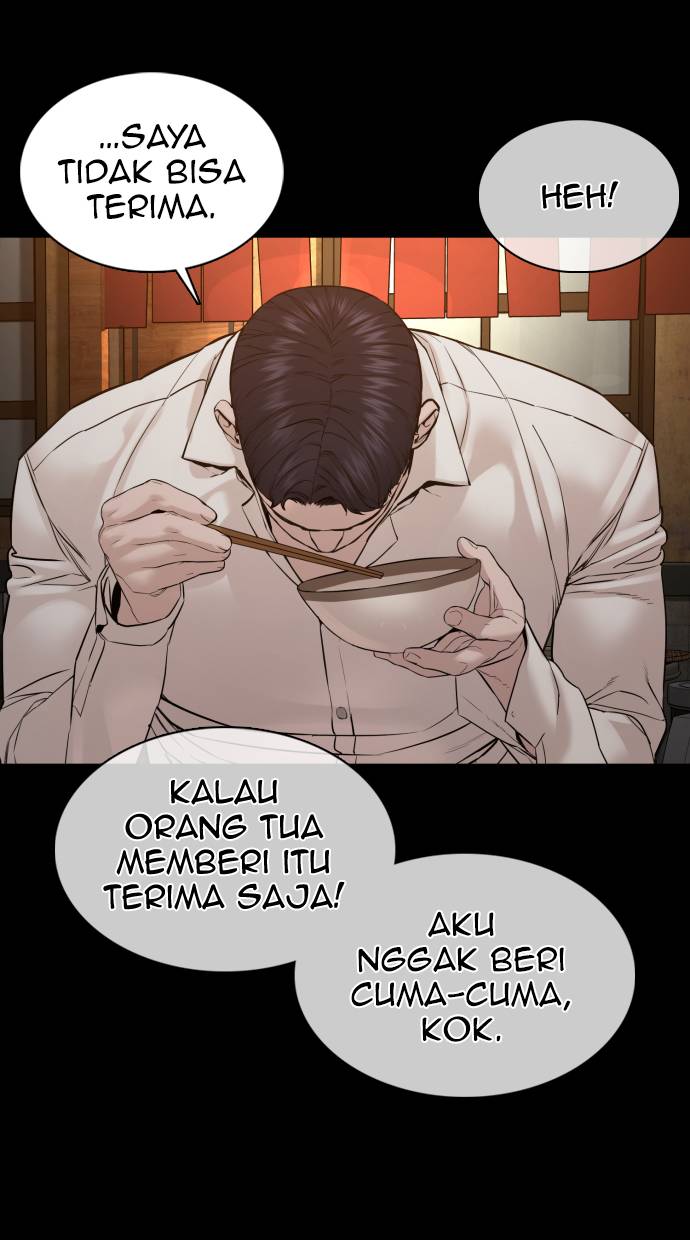 ...SAYA
TIDAK BISA
TERIMA.
HEH!
KALAU
ORANG TUA
MEMBERI ITU
TERIMA SAJA!
AKU
NGGAK BERI
CUMA-CUMA,
KOK.